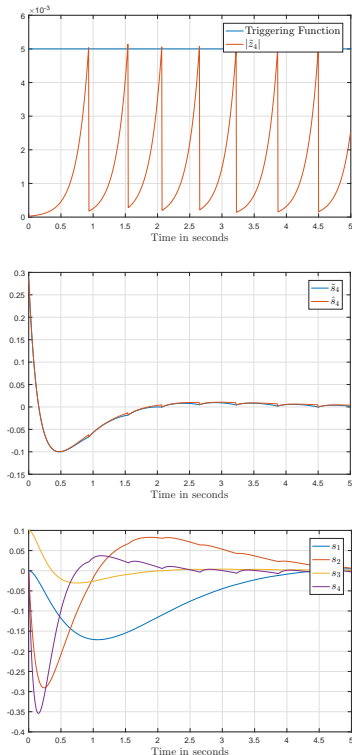 ×10⁻³
6
5
4
3
2
1
0
Triggering Function
|z̃₄|
0 0.5 1 1.5 2 2.5 3 3.5 4 4.5 5
Time in seconds
0.3
0.25
0.2
0.15
0.1
0.05
0
-0.05
-0.1
-0.15
s̃₄
ŝ₄
0 0.5 1 1.5 2 2.5 3 3.5 4 4.5 5
Time in seconds
0.1
0.05
0
-0.05
-0.1
-0.15
-0.2
-0.25
-0.3
-0.35
-0.4
s₁
s₂
s₃
s₄
0 0.5 1 1.5 2 2.5 3 3.5 4 4.5 5
Time in seconds